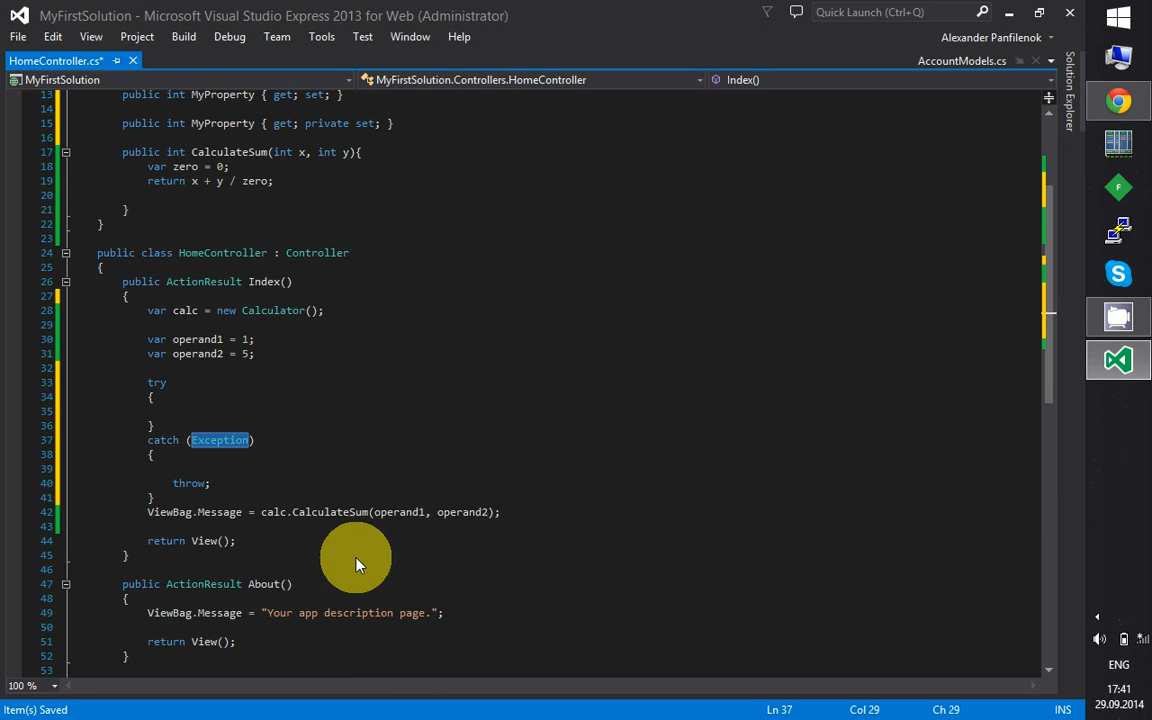 MyFirstSolution - Microsoft Visual Studio Express 2013 for Web (Administrator)
Quick Launch (Ctrl+Q)
File Edit View Project Build Debug Team Tools Test Window Help
Alexander Panfilenok
HomeController.cs*
AccountModels.cs
MyFirstSolution
MyFirstSolution.Controllers.HomeController
Index()
Solution Explorer
13 public int MyProperty { get; set; }
14
15 public int MyProperty { get; private set; }
16
17 public int CalculateSum(int x, int y){
18 var zero = 0;
19 return x + y / zero;
20
21 }
22 }
23
24 public class HomeController : Controller
25 {
26 public ActionResult Index()
27 {
28 var calc = new Calculator();
29
30 var operand1 = 1;
31 var operand2 = 5;
32
33 try
34 {
35
36 }
37 catch (Exception)
38 {
39
40 throw;
41 }
42 ViewBag.Message = calc.CalculateSum(operand1, operand2);
43
44 return View();
45 }
46
47 public ActionResult About()
48 {
49 ViewBag.Message = "Your app description page.";
50
51 return View();
52 }
53
100 %
Item(s) Saved
Ln 37 Col 29 Ch 29 INS
F
ENG
17:41
29.09.2014